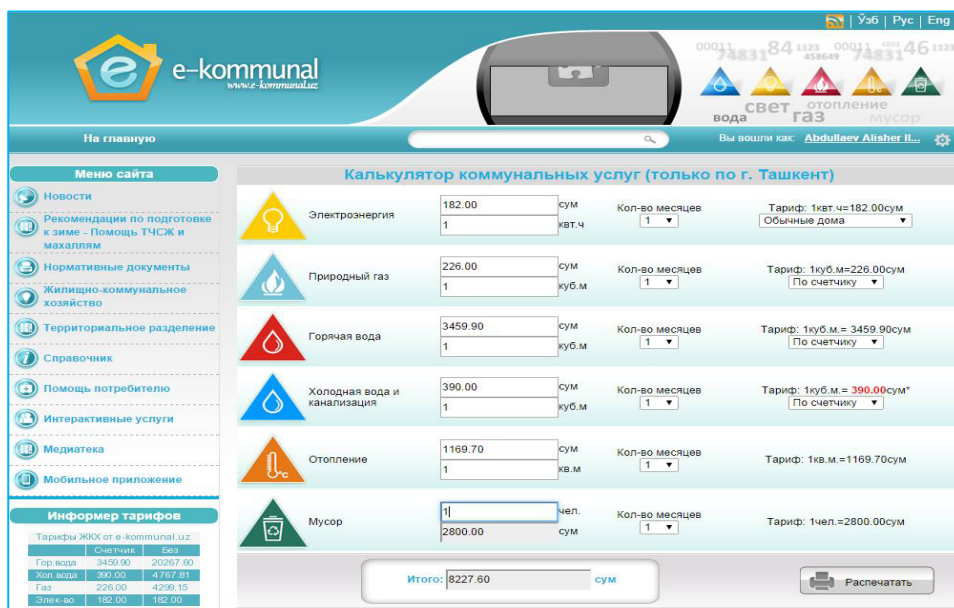 Ўзб | Рус | Eng
e-kommunal
www.e-kommunal.uz
00011 84 1123 00011 46 1123
74831 458649 74831
свет отопление
вода газ мусор
На главную
Вы вошли как: Abdullaev Alisher Il...
Меню сайта
Новости
Рекомендации по подготовке
к зиме - Помощь ТЧСЖ и
махаллям
Нормативные документы
Жилищно-коммунальное
хозяйство
Территориальное разделение
Справочник
Помощь потребителю
Интерактивные услуги
Медиатека
Мобильное приложение
Информер тарифов
Тарифы ЖКХ от e-kommunal.uz
Счетчик Без
Гор.вода 3459.90 20267.60
Хол.вода 390.00 4767.81
Газ 226.00 4299.15
Элек-во 182.00 182.00
Калькулятор коммунальных услуг (только по г. Ташкент)
Электроэнергия
182.00 сум
1 квт.ч
Кол-во месяцев
1
Тариф: 1квт.ч=182.00сум
Обычные дома
Природный газ
226.00 сум
1 куб.м
Кол-во месяцев
1
Тариф: 1куб.м=226.00сум
По счетчику
Горячая вода
3459.90 сум
1 куб.м
Кол-во месяцев
1
Тариф: 1куб.м.= 3459.90сум
По счетчику
Холодная вода и
канализация
390.00 сум
1 куб.м
Кол-во месяцев
1
Тариф: 1куб.м.= 390.00сум*
По счетчику
Отопление
1169.70 сум
1 кв.м
Кол-во месяцев
1
Тариф: 1кв.м.=1169.70сум
Мусор
1 чел.
2800.00 сум
Кол-во месяцев
1
Тариф: 1чел.=2800.00сум
Итого: 8227.60 сум
Распечатать